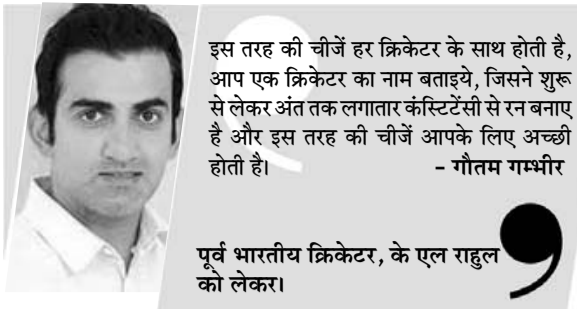 इस तरह की चीजें हर क्रिकेटर के साथ होती है,
आप एक क्रिकेटर का नाम बताइये, जिसने शुरू
से लेकर अंत तक लगातार कंस्टिटेंसी से रन बनाए
है और इस तरह की चीजें आपके लिए अच्छी
होती है। - गौतम गम्भीर
पूर्व भारतीय क्रिकेटर, के एल राहुल
को लेकर।